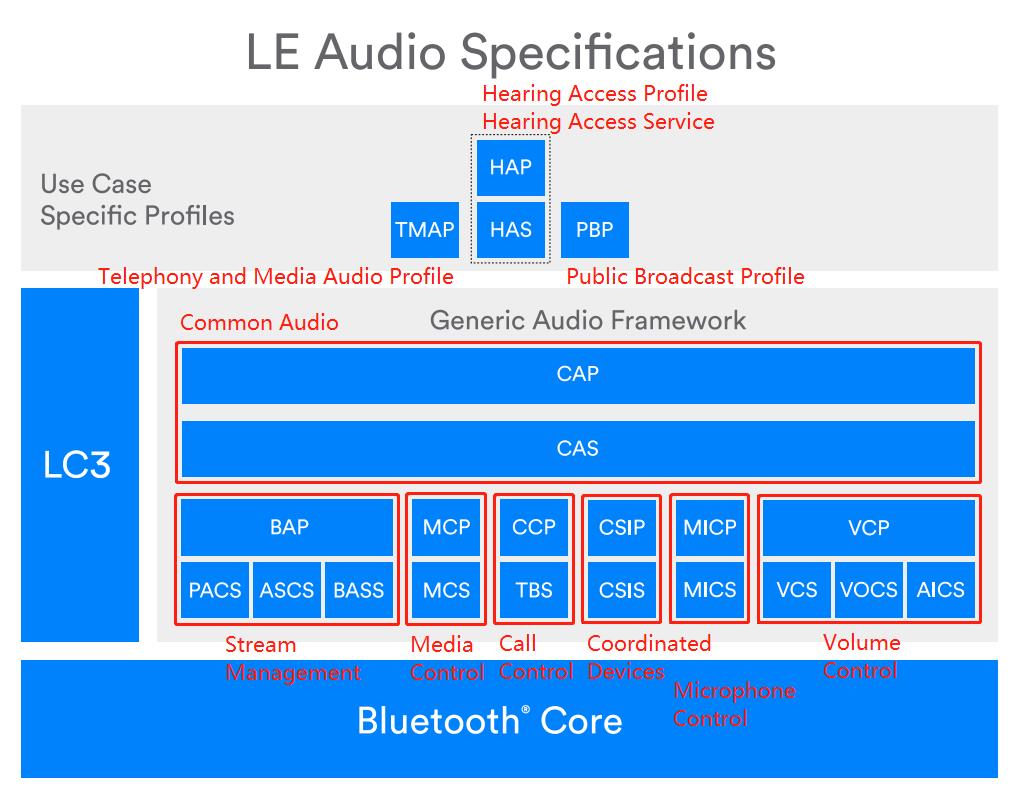 LE Audio Specifications
Hearing Access Profile
Hearing Access Service
HAP
Use Case
Specific Profiles
TMAP
HAS
PBP
Telephony and Media Audio Profile
Public Broadcast Profile
Common Audio
Generic Audio Framework
CAP
CAS
LC3
BAP
MCP
CCP
CSIP
MICP
VCP
PACS
ASCS
BASS
MCS
TBS
CSIS
MICS
VCS
VOCS
AICS
Stream
Management
Media
Control
Call
Control
Coordinated
Devices
Microphone
Control
Volume
Control
Bluetooth® Core